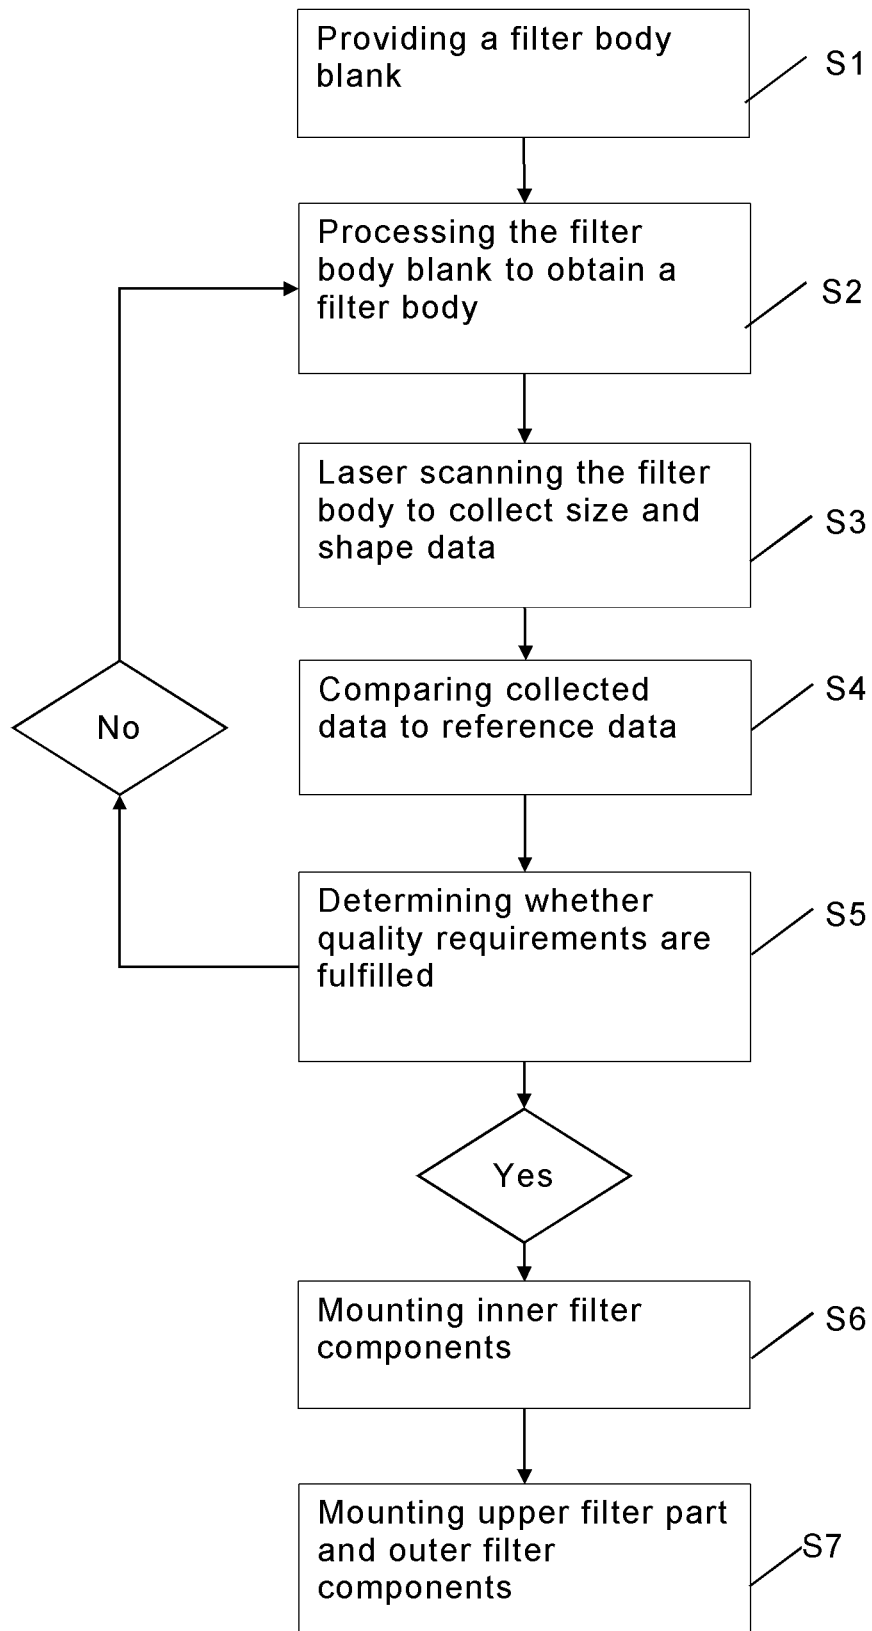 Providing a filter body
blank
S1
Processing the filter
body blank to obtain a
filter body
S2
Laser scanning the filter
body to collect size and
shape data
S3
Comparing collected
data to reference data
S4
No
Determining whether
quality requirements are
fulfilled
S5
Yes
Mounting inner filter
components
S6
Mounting upper filter part
and outer filter
components
S7